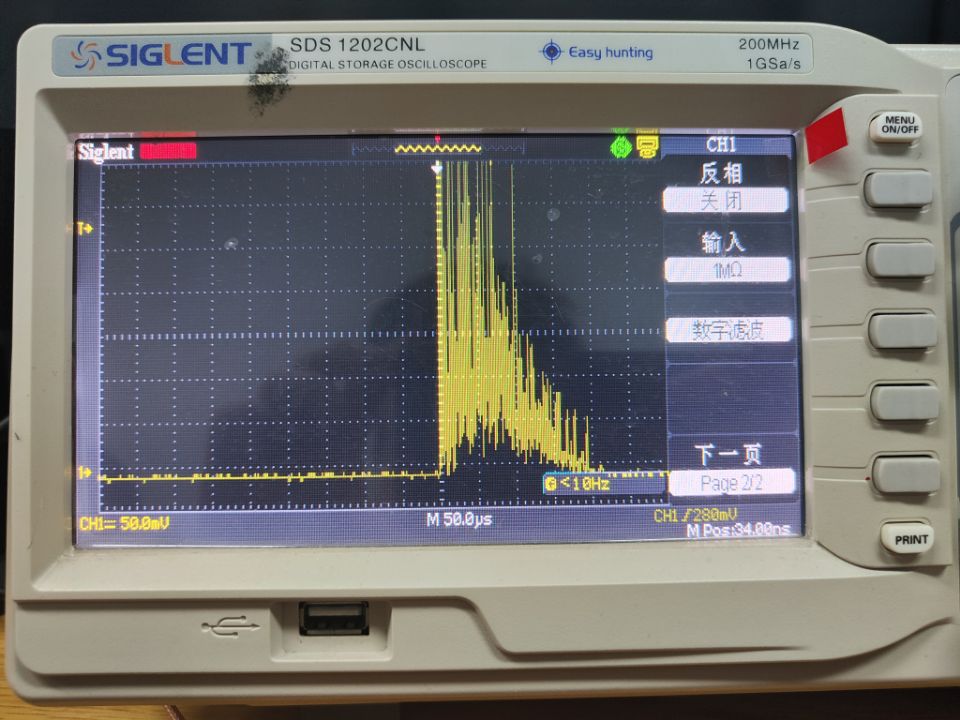 SIGLENT
SDS 1202CNL
DIGITAL STORAGE OSCILLOSCOPE
Easy hunting
200MHz
1GSa/s
MENU
ON/OFF
Siglent
CH1
反相
关闭
输入
1MΩ
数字滤波
下一页
Page 2/2
T
1
<10Hz
CH1 50.0mV
M 50.0μs
CH1 280mV
M Pos:34.00ns
PRINT